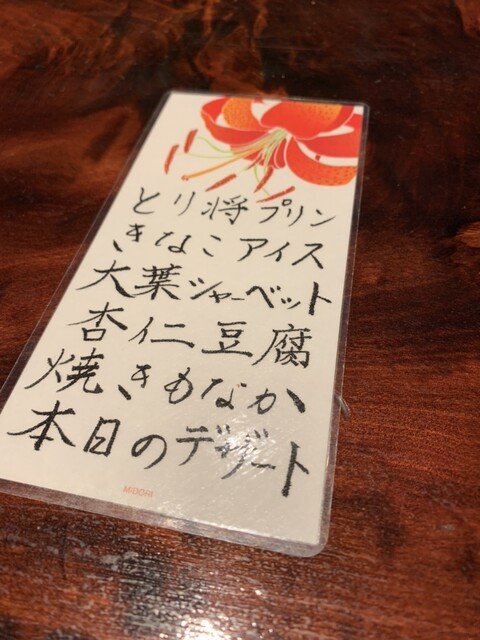 とり将プリン
きなこアイス
大葉シャーベット
杏仁豆腐
焼きもなか
本日のデザート
MIDORI